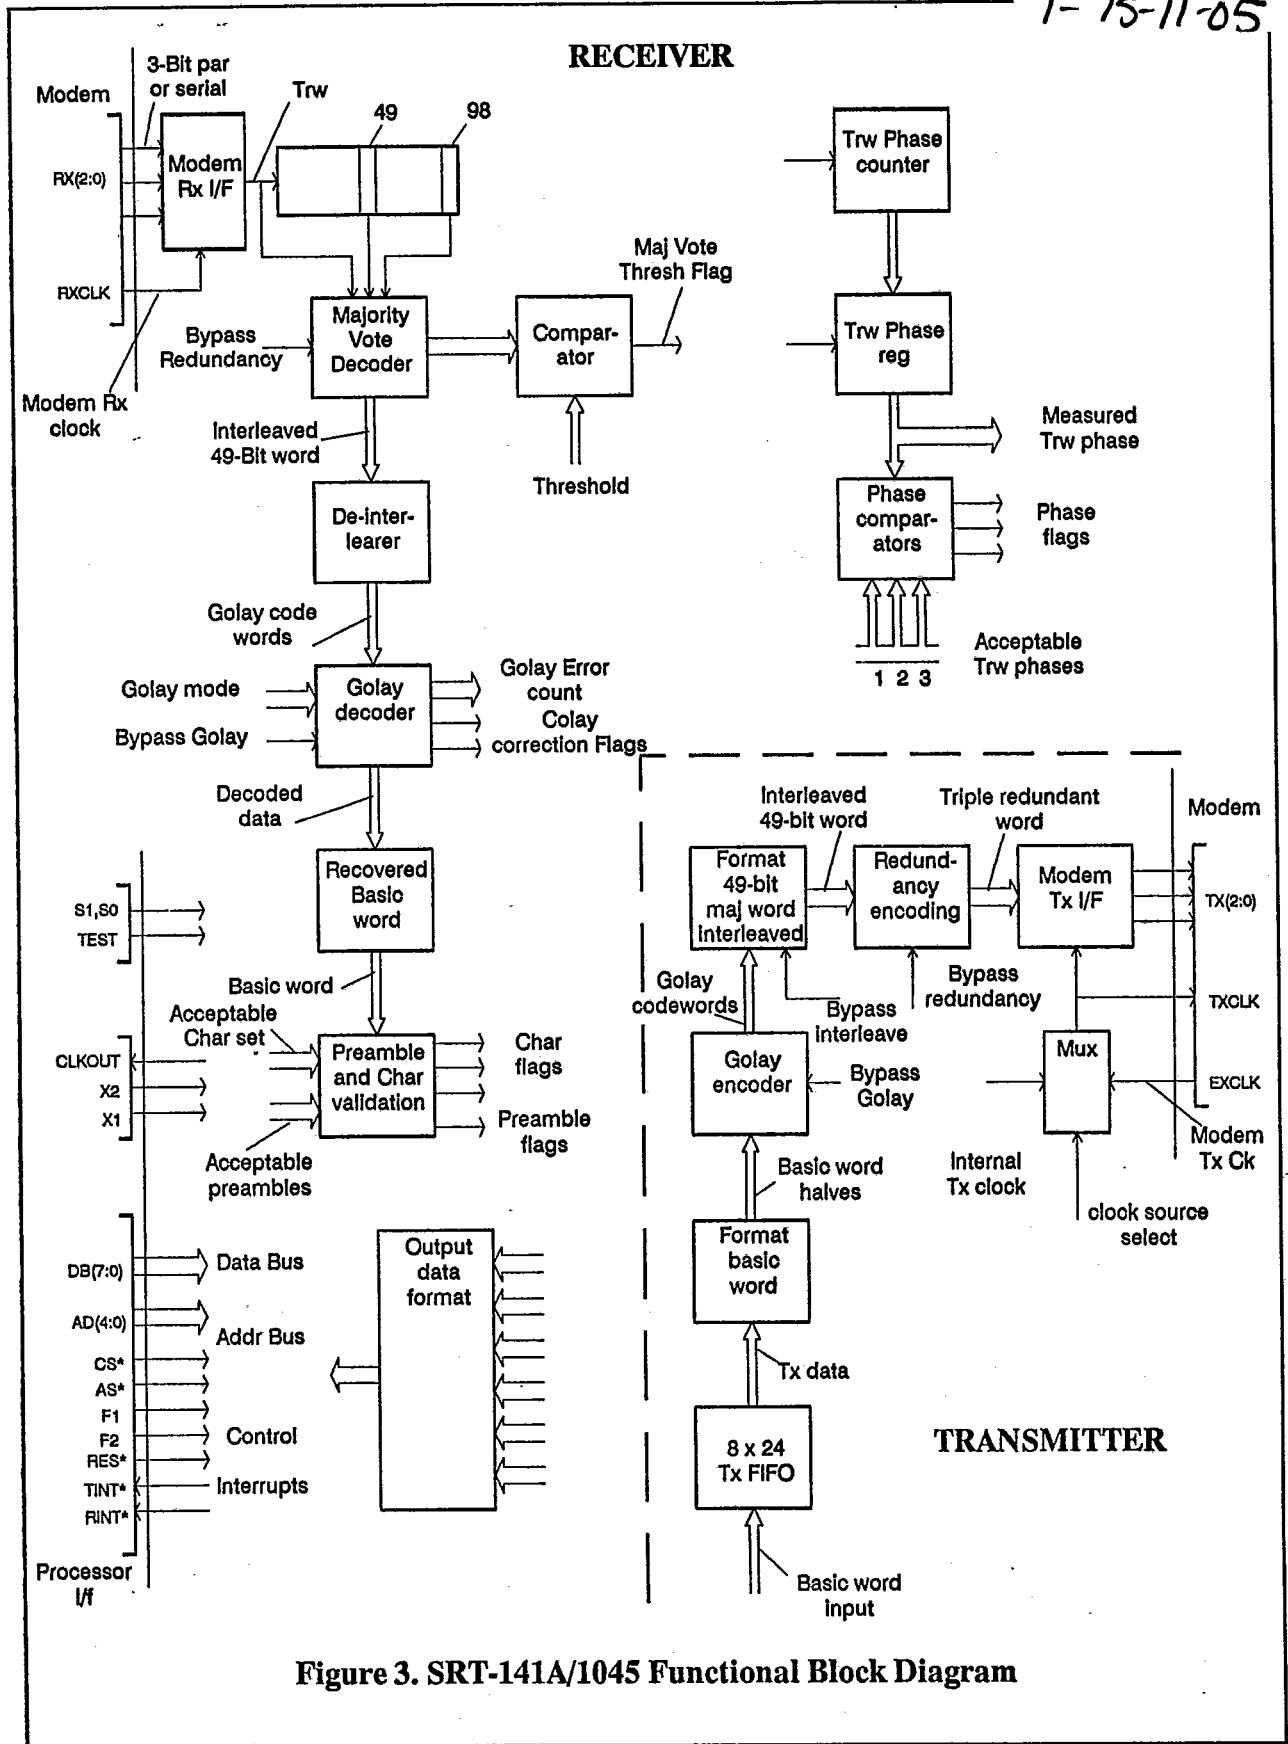 T-75-11-05
RECEIVER
3-Bit par
or serial
Modem
Trw
49
98
RX(2:0)
Modem
Rx I/F
RXCLK
Modem Rx
clock
Bypass
Redundancy
Majority
Vote
Decoder
Compar-
ator
Maj Vote
Thresh Flag
Threshold
Interleaved
49-Bit word
De-inter-
learer
Golay code
words
Golay mode
Bypass Golay
Golay
decoder
Golay Error
count
Colay
correction Flags
Decoded
data
Recovered
Basic
word
Basic word
Acceptable
Char set
Preamble
and Char
validation
Char
flags
Preamble
flags
Acceptable
preambles
Trw Phase
counter
Trw Phase
reg
Measured
Trw phase
Phase
compar-
ators
Phase
flags
1 2 3
Acceptable
Trw phases
S1,S0
TEST
CLKOUT
X2
X1
DB(7:0)
Data Bus
AD(4:0)
Addr Bus
CS*
AS*
F1
F2
Control
RES*
TINT*
Interrupts
RINT*
Processor
I/f
Output
data
format
Interleaved
49-bit word
Triple redundant
word
Modem
Format
49-bit
maj word
interleaved
Redund-
ancy
encoding
Modem
Tx I/F
TX(2:0)
Golay
codewords
Bypass
interleave
Bypass
redundancy
TXCLK
Golay
encoder
Bypass
Golay
Mux
EXCLK
Modem
Tx Ck
Internal
Tx clock
clock source
select
Basic word
halves
Format
basic
word
Tx data
8 x 24
Tx FIFO
TRANSMITTER
Basic word
input
Figure 3. SRT-141A/1045 Functional Block Diagram